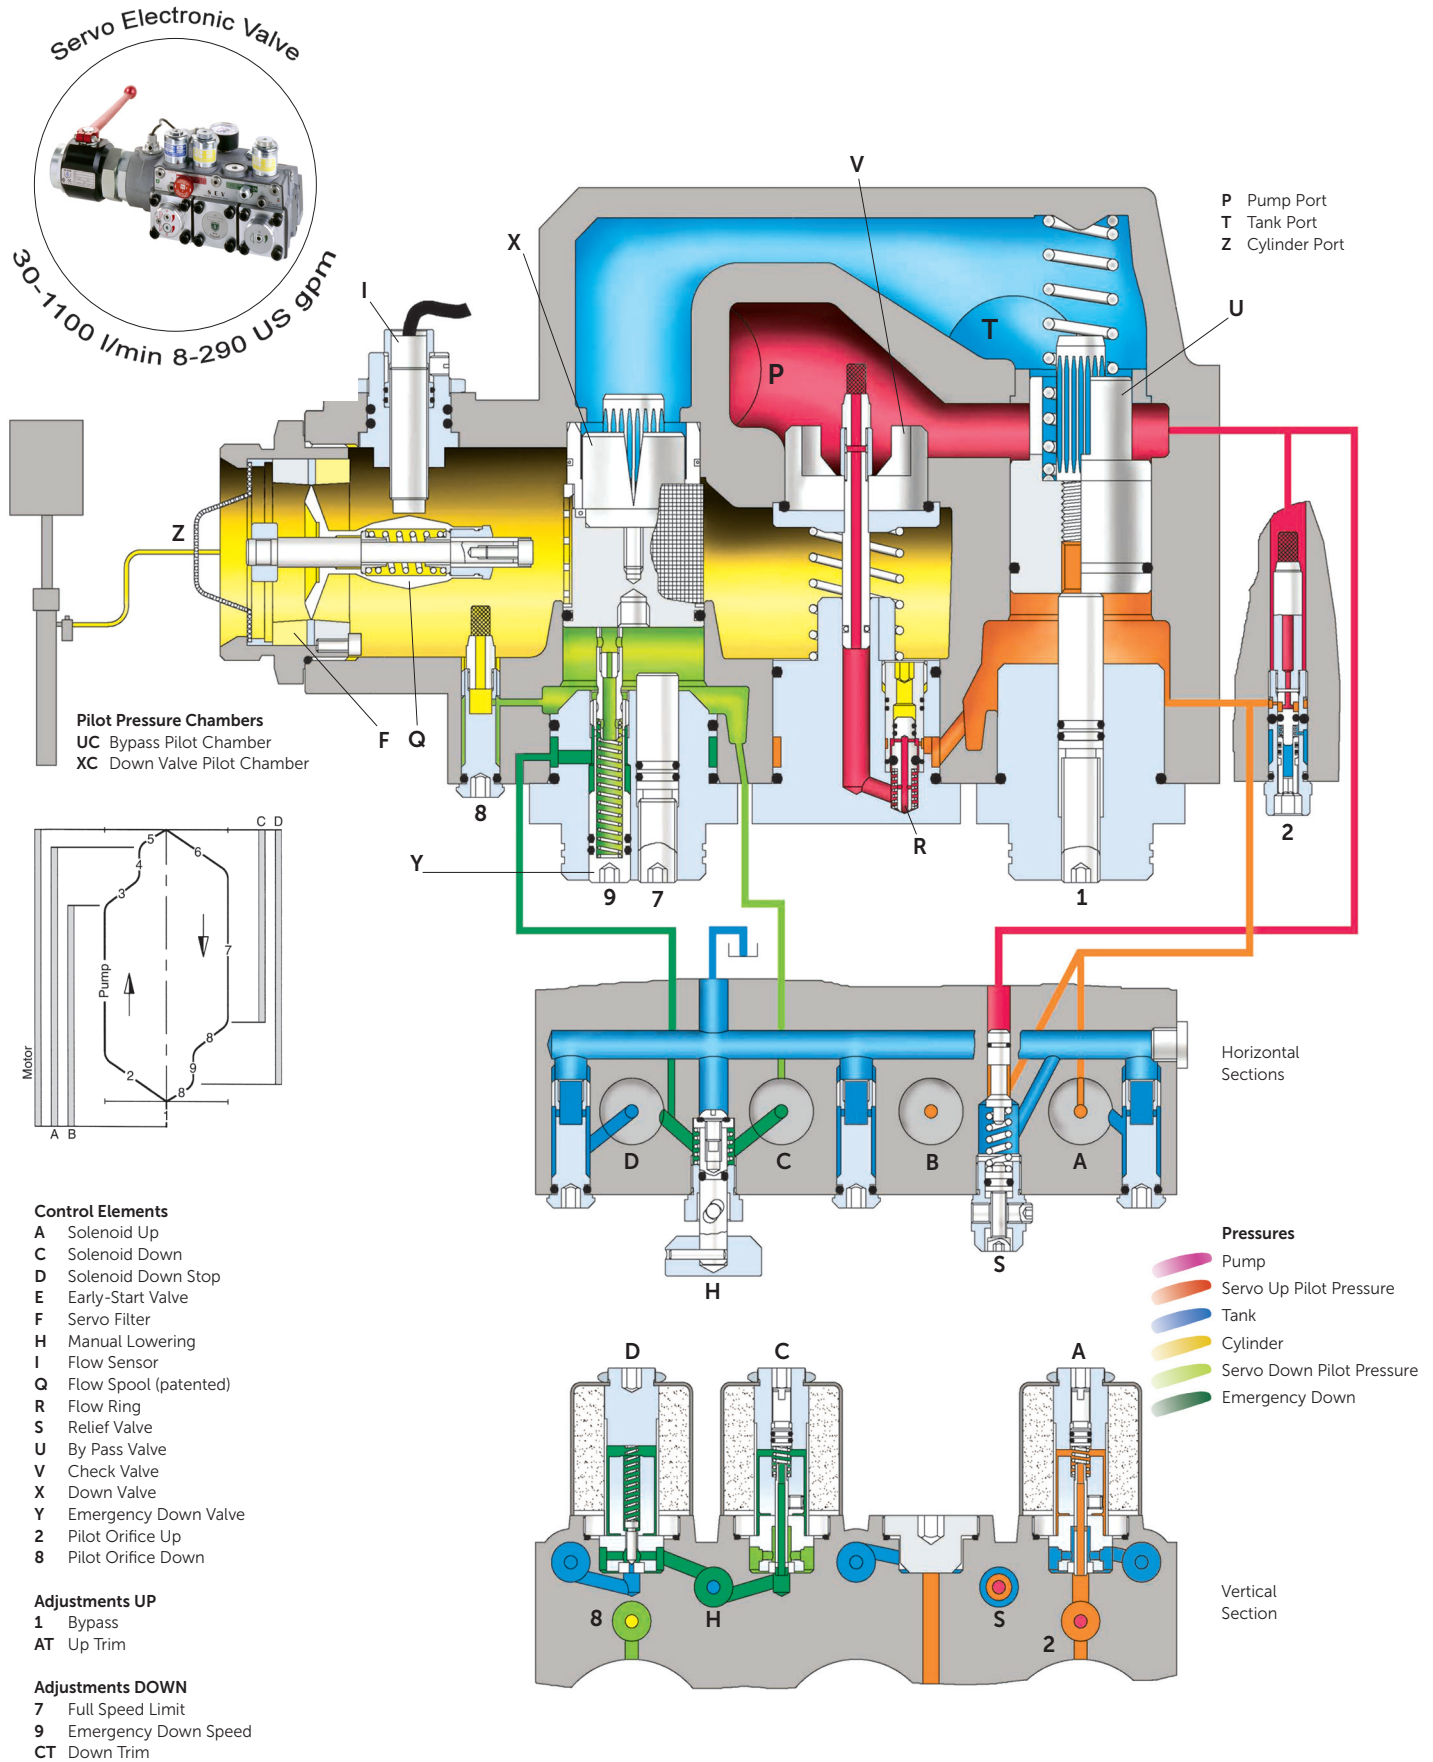 Servo Electronic Valve
30-1100 l/min 8-290 US gpm
S E V
P Pump Port
T Tank Port
Z Cylinder Port
V
X
I
U
T
P
Z
F
Q
8
Y
9
7
R
1
2
Pilot Pressure Chambers
UC Bypass Pilot Chamber
XC Down Valve Pilot Chamber
C D
5
6
4
3
7
Pump
Motor
8
2
9
8
1
A B
Horizontal
Sections
D
C
B
A
H
S
Control Elements
A Solenoid Up
C Solenoid Down
D Solenoid Down Stop
E Early-Start Valve
F Servo Filter
H Manual Lowering
I Flow Sensor
Q Flow Spool (patented)
R Flow Ring
S Relief Valve
U By Pass Valve
V Check Valve
X Down Valve
Y Emergency Down Valve
2 Pilot Orifice Up
8 Pilot Orifice Down
Adjustments UP
1 Bypass
AT Up Trim
Adjustments DOWN
7 Full Speed Limit
9 Emergency Down Speed
CT Down Trim
Pressures
Pump
Servo Up Pilot Pressure
Tank
Cylinder
Servo Down Pilot Pressure
Emergency Down
D
C
A
8
H
S
2
Vertical
Section